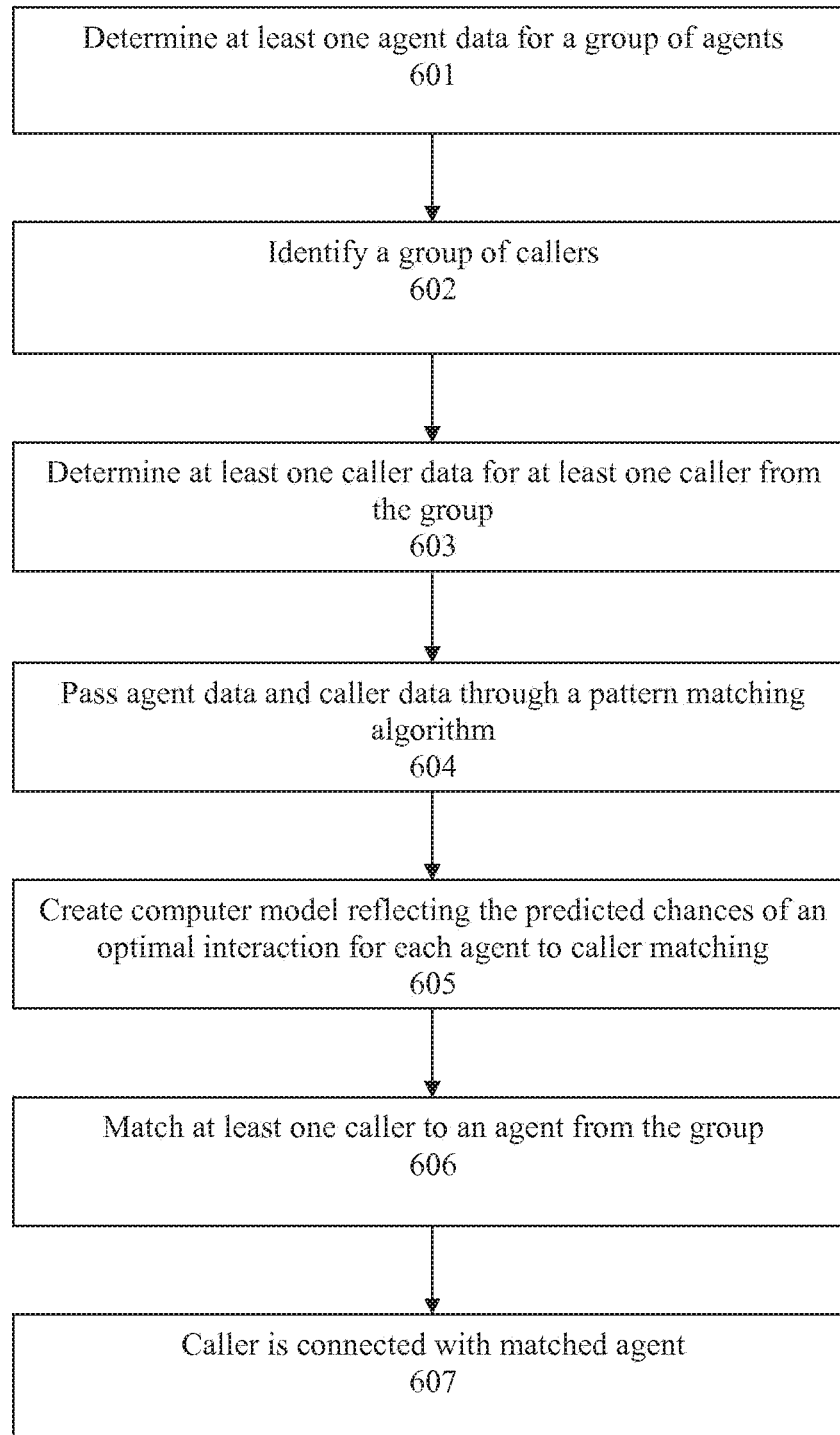 Determine at least one agent data for a group of agents
601
Identify a group of callers
602
Determine at least one caller data for at least one caller from
the group
603
Pass agent data and caller data through a pattern matching
algorithm
604
Create computer model reflecting the predicted chances of an
optimal interaction for each agent to caller matching
605
Match at least one caller to an agent from the group
606
Caller is connected with matched agent
607